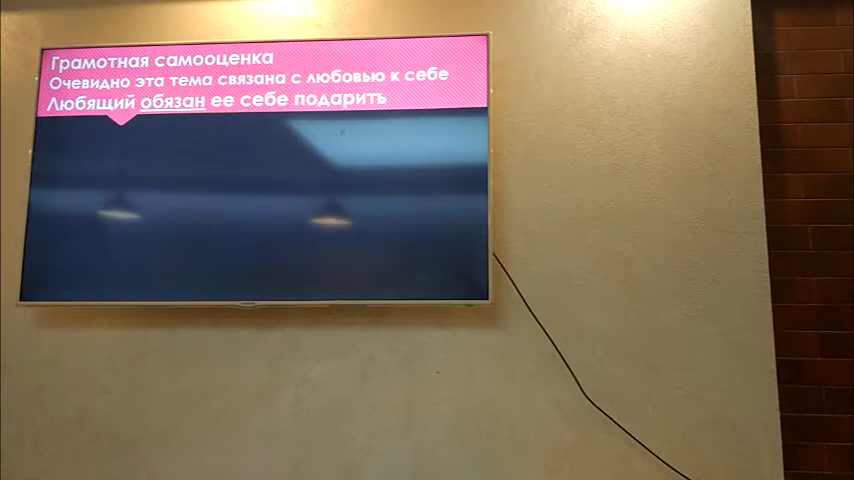 Грамотная самооценка
Очевидно эта тема связана с любовью к себе
Любящий обязан ее себе подарить